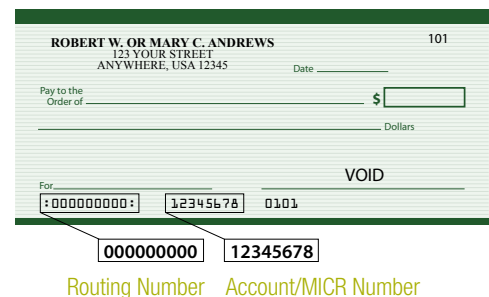 ROBERT W. OR MARY C. ANDREWS 101
123 YOUR STREET
ANYWHERE, USA 12345
Date
Pay to the
Order of $
Dollars
VOID
For
:000000000: 12345678 0101
000000000 12345678
Routing Number Account/MICR Number